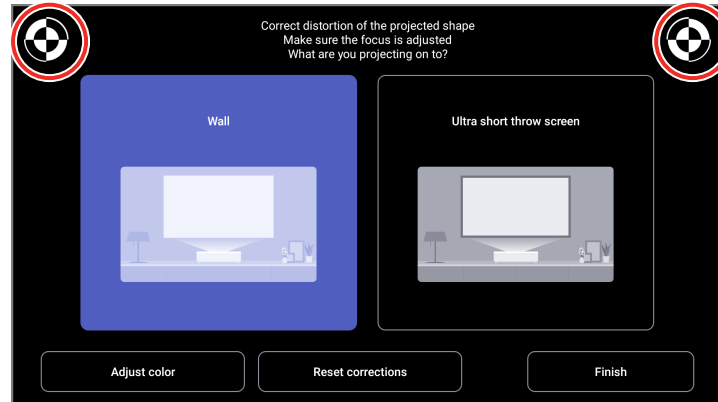 Correct distortion of the projected shape
Make sure the focus is adjusted
What are you projecting on to?
Wall
Ultra short throw screen
Adjust color
Reset corrections
Finish